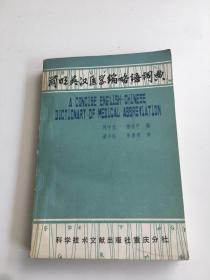 简明英汉医学缩略语词典
A CONCISE ENGLISH CHINESE
DICTIONARY OF MEDICAL ABBREVIATION
编
科学技术文献出版社重庆分社